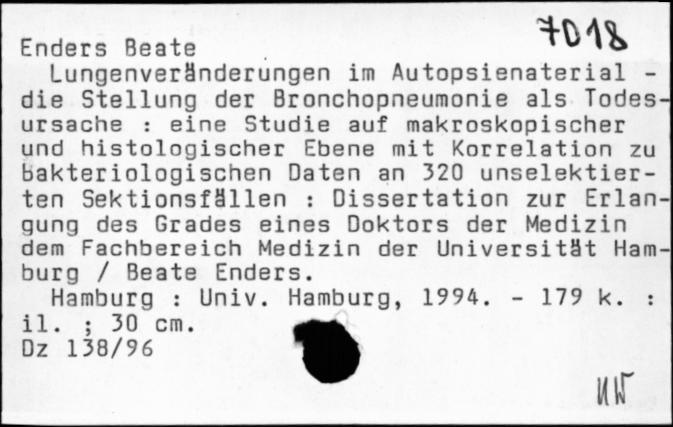 7018
Enders Beate
Lungenveränderungen im Autopsienaterial -
die Stellung der Bronchopneumonie als Todes-
ursache : eine Studie auf makroskopischer
und histologischer Ebene mit Korrelation zu
bakteriologischen Daten an 320 unselektier-
ten Sektionsfällen : Dissertation zur Erlan-
gung des Grades eines Doktors der Medizin
dem Fachbereich Medizin der Universität Ham-
burg / Beate Enders.
Hamburg : Univ. Hamburg, 1994. - 179 k. :
il. ; 30 cm.
Dz 138/96